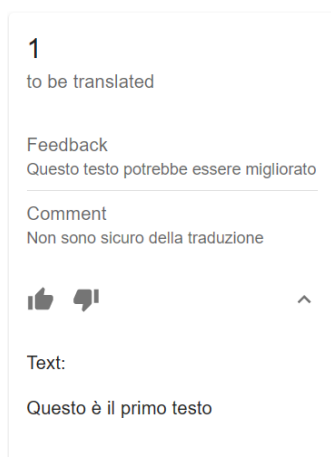 1
to be translated
Feedback
Questo testo potrebbe essere migliorato
Comment
Non sono sicuro della traduzione
Text:
Questo è il primo testo